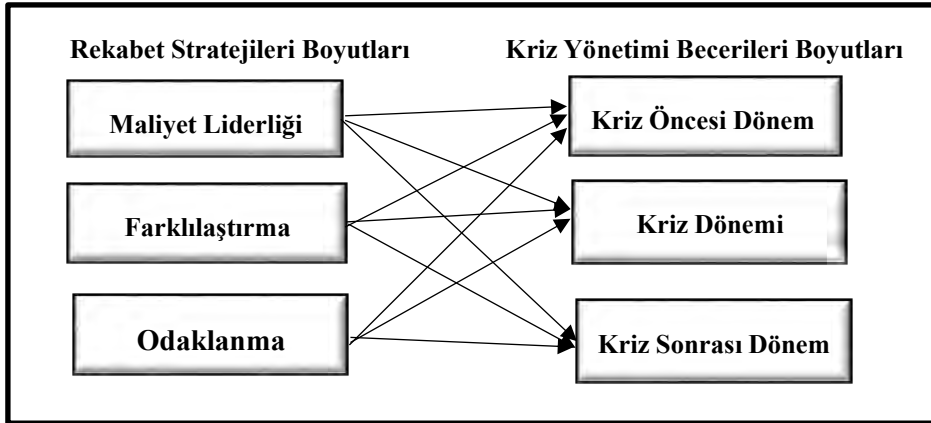 Rekabet Stratejileri Boyutları
Kriz Yönetimi Becerileri Boyutları
Maliyet Liderliği
Kriz Öncesi Dönem
Farklılaştırma
Kriz Dönemi
Odaklanma
Kriz Sonrası Dönem